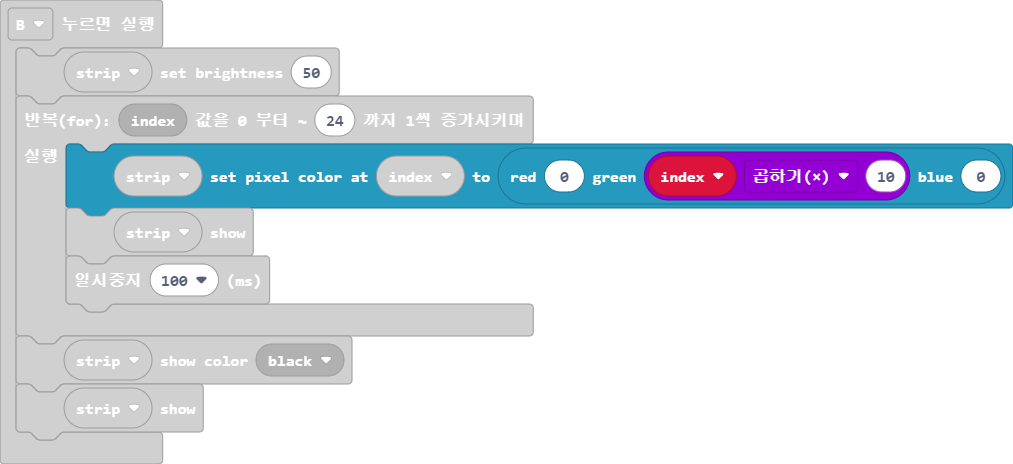 B 누르면 실행
strip set brightness 50
반복(for): index 값을 0 부터 ~ 24 까지 1씩 증가시키며
실행 strip set pixel color at index to red 0 green index 곱하기(×) 10 blue 0
strip show
일시중지 100 (ms)
strip show color black
strip show